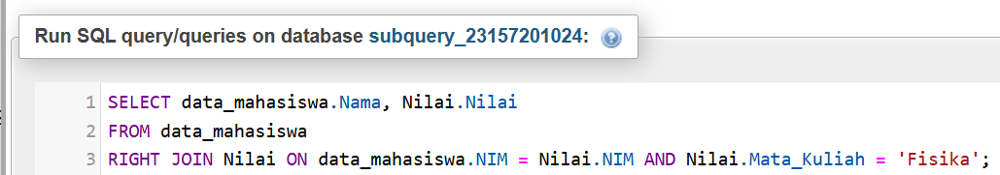 Run SQL query/queries on database subquery_23157201024:
1 SELECT data_mahasiswa.Nama, Nilai.Nilai
2 FROM data_mahasiswa
3 RIGHT JOIN Nilai ON data_mahasiswa.NIM = Nilai.NIM AND Nilai.Mata_Kuliah = 'Fisika';